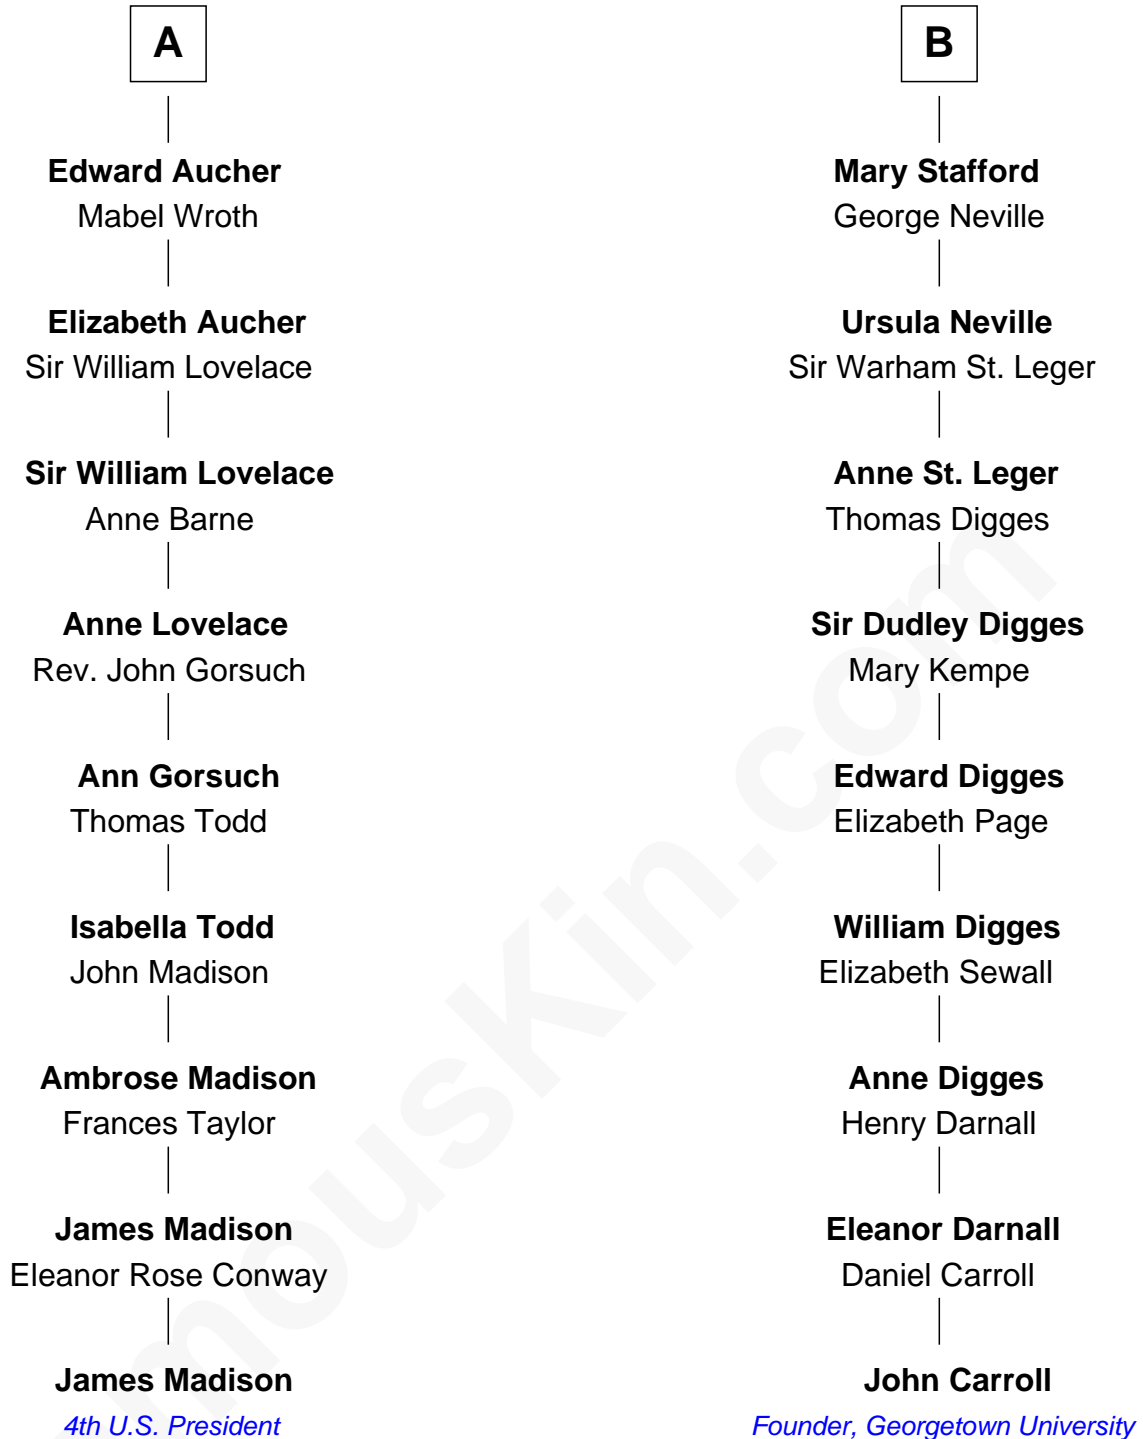 A
Edward Aucher
Mabel Wroth
Elizabeth Aucher
Sir William Lovelace
Sir William Lovelace
Anne Barne
Anne Lovelace
Rev. John Gorsuch
Ann Gorsuch
Thomas Todd
Isabella Todd
John Madison
Ambrose Madison
Frances Taylor
James Madison
Eleanor Rose Conway
James Madison
4th U.S. President
B
Mary Stafford
George Neville
Ursula Neville
Sir Warham St. Leger
Anne St. Leger
Thomas Digges
Sir Dudley Digges
Mary Kempe
Edward Digges
Elizabeth Page
William Digges
Elizabeth Sewall
Anne Digges
Henry Darnall
Eleanor Darnall
Daniel Carroll
John Carroll
Founder, Georgetown University
mousKin.com